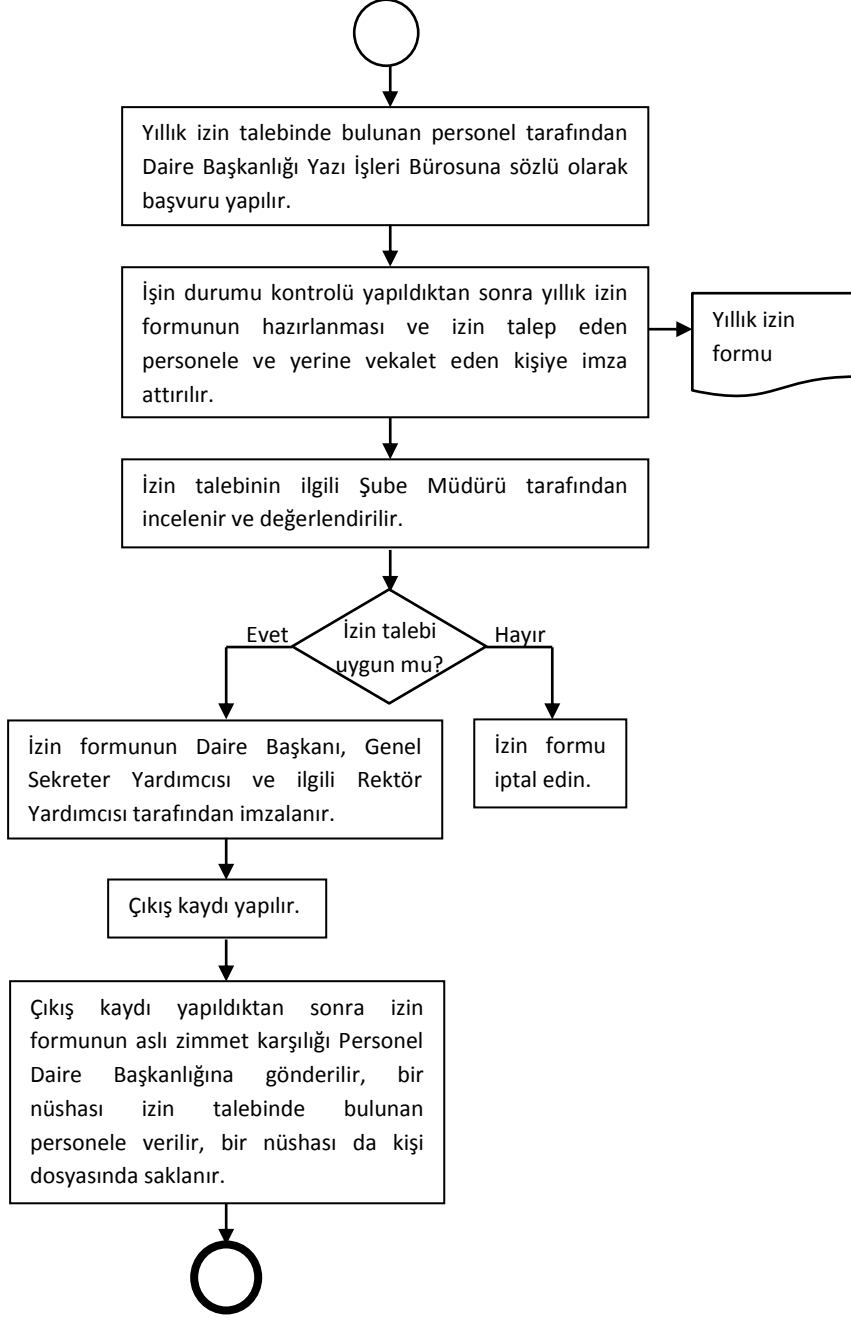 Yıllık izin talebinde bulunan personel tarafından
Daire Başkanlığı Yazı İşleri Bürosuna sözlü olarak
başvuru yapılır.
İşin durumu kontrolü yapıldıktan sonra yıllık izin
formunun hazırlanması ve izin talep eden
personele ve yerine vekalet eden kişiye imza
attırılır.
Yıllık izin
formu
İzin talebinin ilgili Şube Müdürü tarafından
incelenir ve değerlendirilir.
İzin talebi
uygun mu?
Evet
Hayır
İzin formunun Daire Başkanı, Genel
Sekreter Yardımcısı ve ilgili Rektör
Yardımcısı tarafından imzalanır.
İzin formu
iptal edin.
Çıkış kaydı yapılır.
Çıkış kaydı yapıldıktan sonra izin
formunun aslı zimmet karşılığı Personel
Daire Başkanlığına gönderilir, bir
nüshası izin talebinde bulunan
personele verilir, bir nüshası da kişi
dosyasında saklanır.